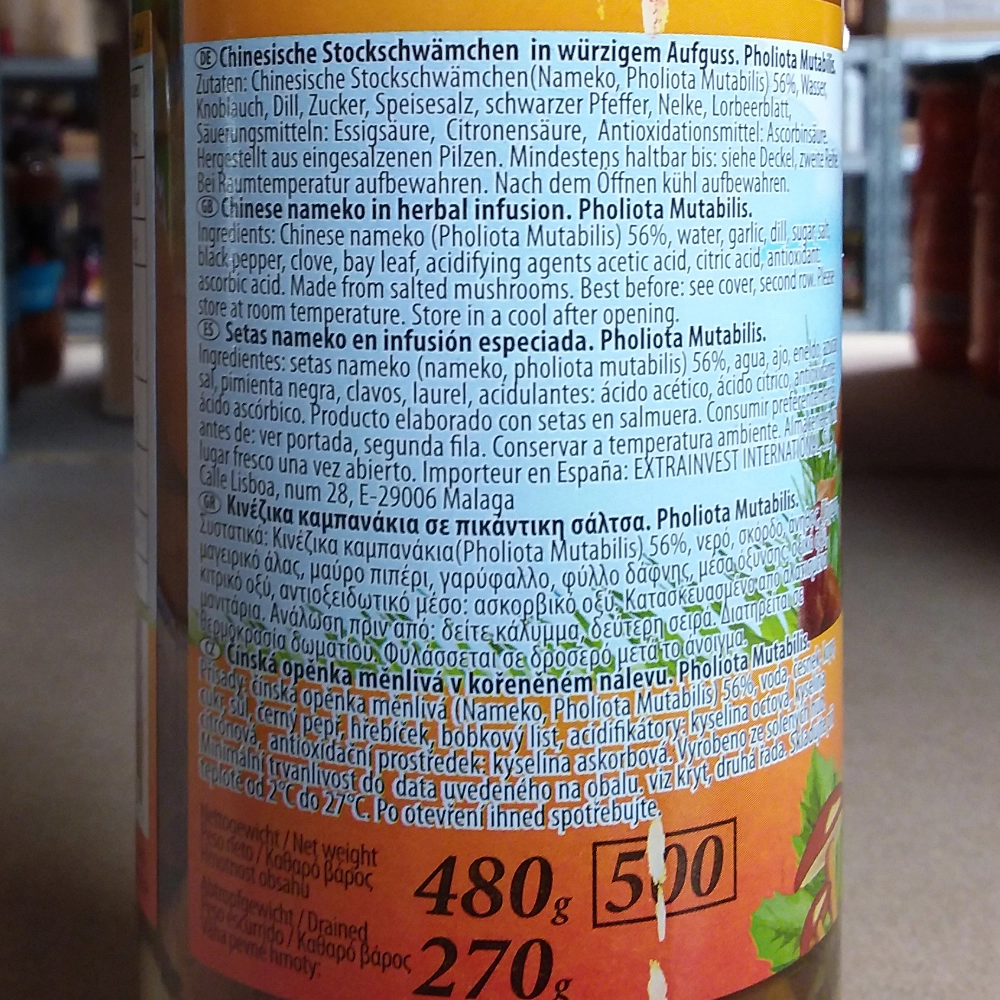 DE Chinesische Stockschwämchen in würzigem Aufguss. Pholiota Mutabilis.
Zutaten: Chinesische Stockschwämchen(Nameko, Pholiota Mutabilis) 56%, Wasser,
Knoblauch, Dill, Zucker, Speisesalz, schwarzer Pfeffer, Nelke, Lorbeerblatt,
Säuerungsmitteln: Essigsäure, Citronensäure, Antioxidationsmittel: Ascorbinsäure.
Hergestellt aus eingesalzenen Pilzen. Mindestens haltbar bis: siehe Deckel, zweite Reihe.
Bei Raumtemperatur aufbewahren. Nach dem Öffnen kühl aufbewahren.
GB Chinese nameko in herbal infusion. Pholiota Mutabilis.
Ingredients: Chinese nameko (Pholiota Mutabilis) 56%, water, garlic, dill, sugar, salt,
black pepper, clove, bay leaf, acidifying agents acetic acid, citric acid, antioxidant:
ascorbic acid. Made from salted mushrooms. Best before: see cover, second row. Please
store at room temperature. Store in a cool after opening.
ES Setas nameko en infusión especiada. Pholiota Mutabilis.
Ingredientes: setas nameko (nameko, pholiota mutabilis) 56%, agua, ajo, eneldo,
sal, pimienta negra, clavos, laurel, acidulantes: ácido acético, ácido cítrico, antioxidante
ácido ascórbico. Producto elaborado con setas en salmuera. Consumir preferentemente
antes de: ver portada, segunda fila. Conservar a temperatura ambiente.
lugar fresco una vez abierto. Importeur en España: EXTRAINVEST
Calle Lisboa, num 28, E-29006 Malaga
GR Κινέζικα καμπανάκια σε πικάντικη σάλτσα. Pholiota Mutabilis.
Συστατικά: Κινέζικα καμπανάκια(Pholiota Mutabilis) 56%, νερό, σκόρδο,
μαγειρικό άλας, μαύρο πιπέρι, γαρύφαλλο, φύλλο δάφνης, μέσα όξυνσης:
κιτρικό οξύ, αντιοξειδωτικό μέσο: ασκορβικό οξύ. Κατασκευασμένο από
μανιτάρια. Ανάλωση πριν από: δείτε κάλυμμα, δεύτερη σειρά. Διατηρείται σε
θερμοκρασία δωματίου. Φυλάσσεται σε δροσερό μετά το άνοιγμα.
CZ Čínská opěnka měnlivá v kořeněném nálevu. Pholiota Mutabilis.
Přísady: čínská opěnka měnlivá (Nameko, Pholiota Mutabilis) 56%, voda, česnek,
cukr, sůl, černý pepř, hřebíček, bobkový list, acidifikátory: kyselina octová, kyselina
citrónová, antioxidační prostředek: kyselina askorbová. Vyrobeno ze solených hub.
Minimální trvanlivost do data uvedeného na obalu, viz kryt, druhá řada.
teplotě od 2°C do 27°C. Po otevření ihned spotřebujte.
Nettogewicht / Net weight
Peso neto / Καθαρό βάρος
Hmotnost obsahu
480g 500
Abtropfgewicht / Drained
Peso escurrido / Καθαρό βάρος
Váha pevné hmoty:
270g